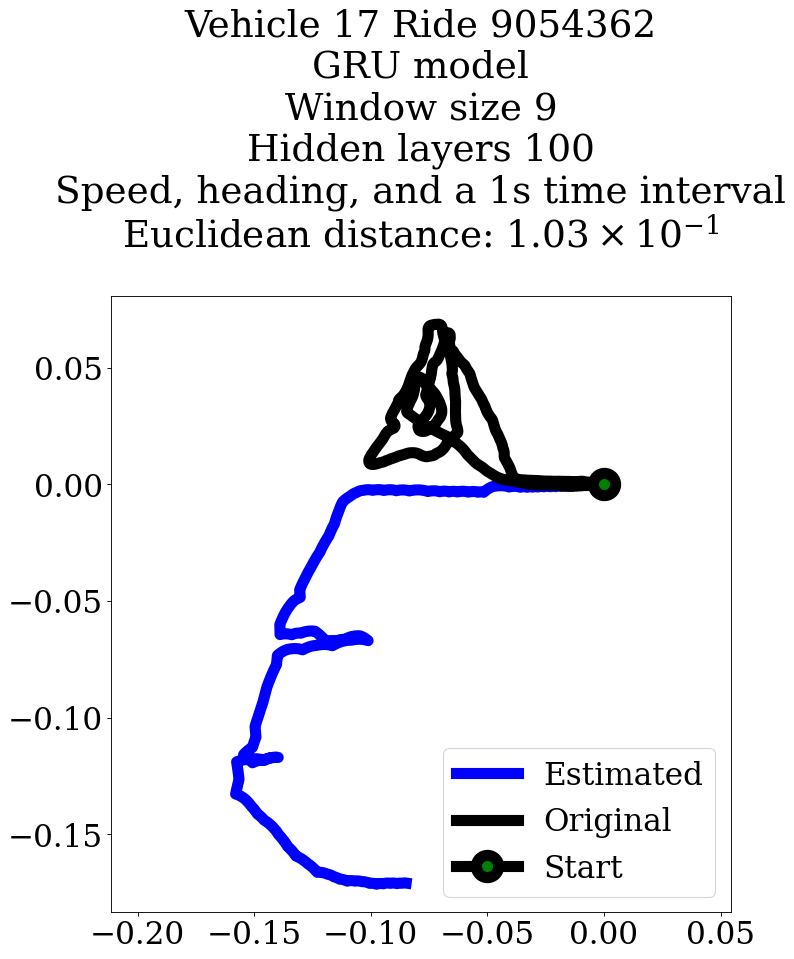 Vehicle 17 Ride 9054362
GRU model
Window size 9
Hidden layers 100
Speed, heading, and a 1s time interval
Euclidean distance: 1.03 × 10⁻¹
0.05
0.00
−0.05
−0.10
−0.15
Estimated
Original
Start
−0.20 −0.15 −0.10 −0.05 0.00 0.05